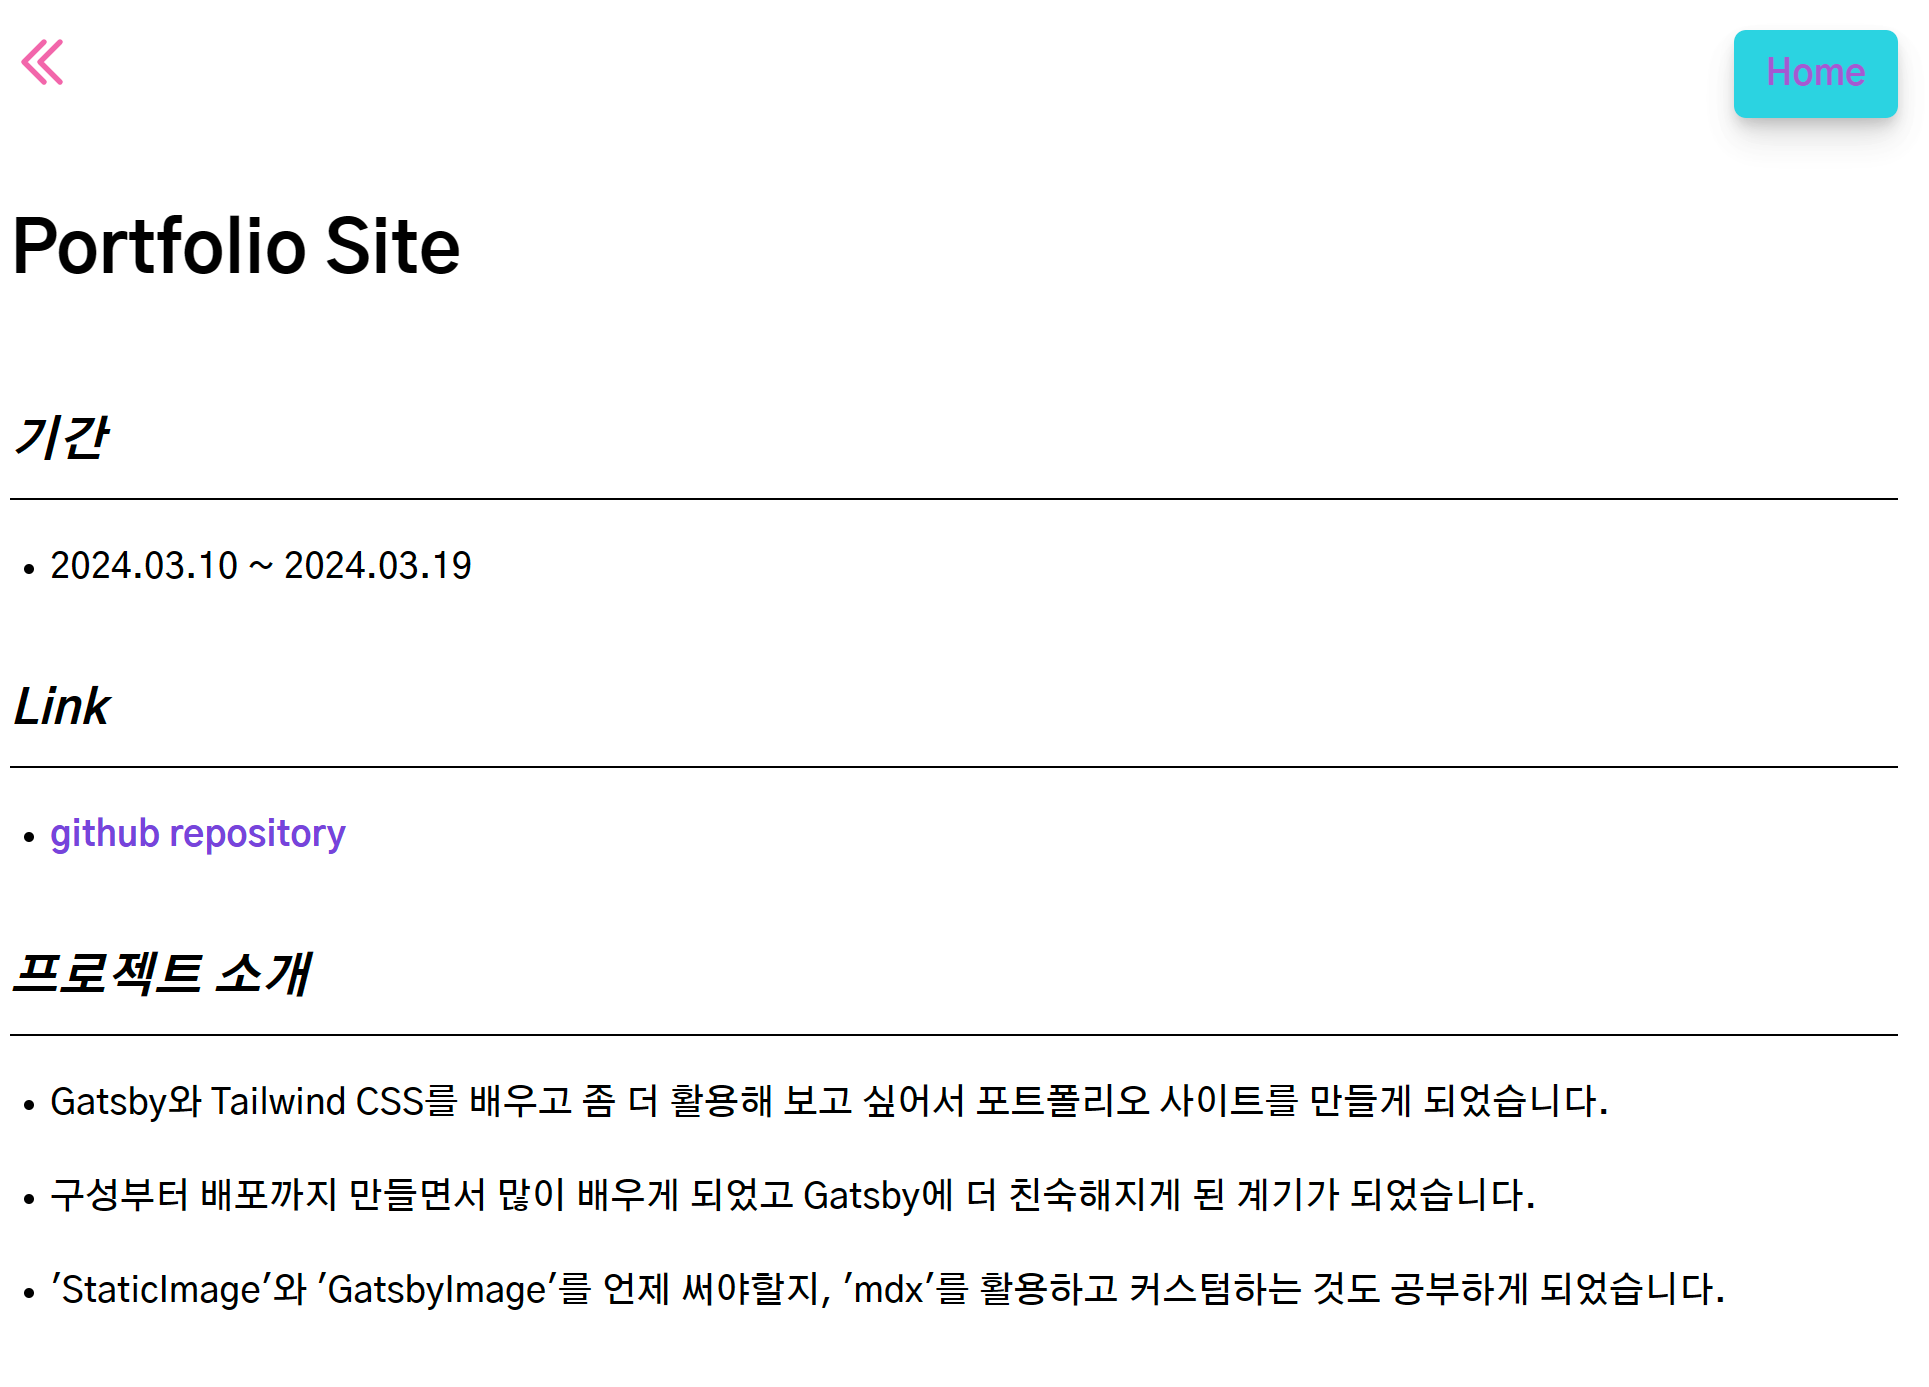 Home
Portfolio Site
기간
2024.03.10 ~ 2024.03.19
Link
github repository
프로젝트 소개
Gatsby와 Tailwind CSS를 배우고 좀 더 활용해 보고 싶어서 포트폴리오 사이트를 만들게 되었습니다.
구성부터 배포까지 만들면서 많이 배우게 되었고 Gatsby에 더 친숙해지게 된 계기가 되었습니다.
'StaticImage'와 'GatsbyImage'를 언제 써야할지, 'mdx'를 활용하고 커스텀하는 것도 공부하게 되었습니다.